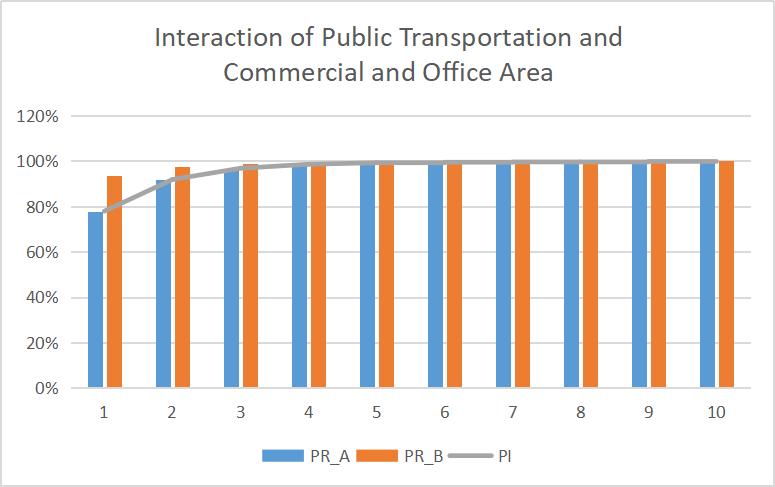 Interaction of Public Transportation and
Commercial and Office Area
120%
100%
80%
60%
40%
20%
0%
1 2 3 4 5 6 7 8 9 10
PR_A PR_B PI